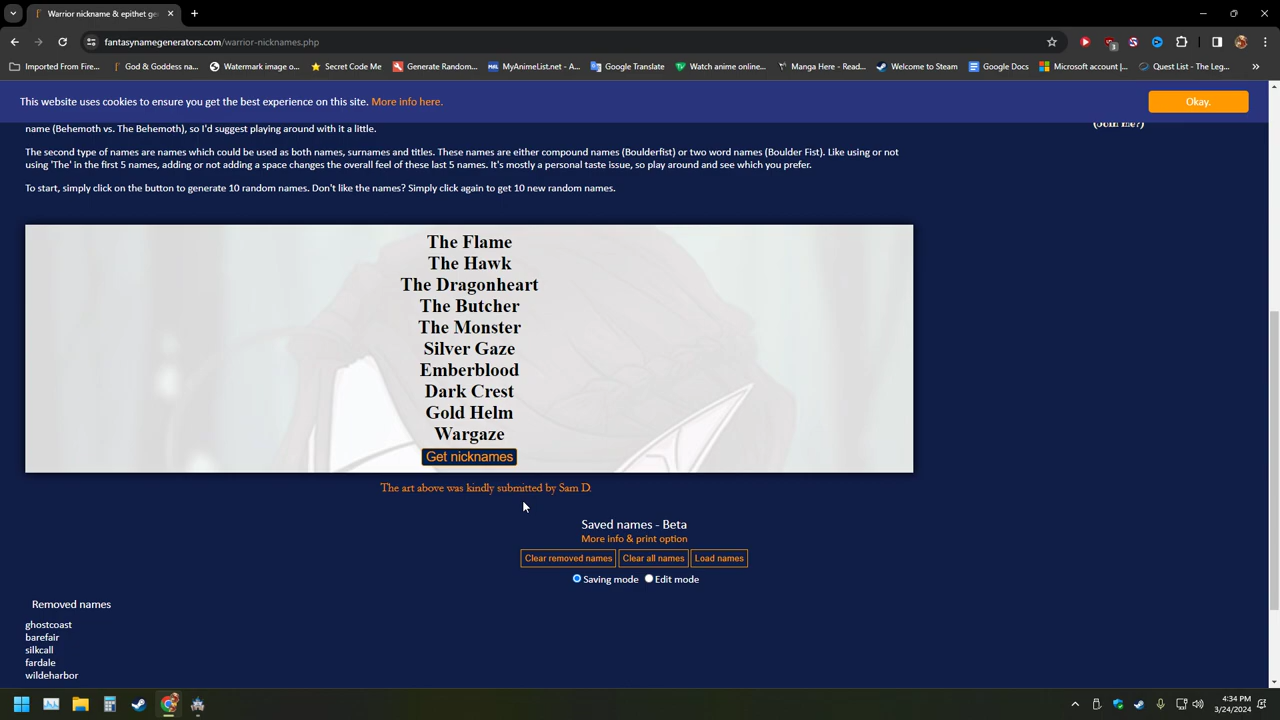 Warrior nickname & epithet ge
fantasynamegenerators.com/warrior-nicknames.php
3
Imported From Fire... God & Goddess na... Watermark image o... Secret Code Me Generate Random... MAL MyAnimeList.net - A... Google Translate Watch anime online... Manga Here - Read... Welcome to Steam Google Docs Microsoft account |... Quest List - The Leg... »
This website uses cookies to ensure you get the best experience on this site. More info here.
Okay.
(Join me?)
name (Behemoth vs. The Behemoth), so I'd suggest playing around with it a little.
The second type of names are names which could be used as both names, surnames and titles. These names are either compound names (Boulderfist) or two word names (Boulder Fist). Like using or not
using 'The' in the first 5 names, adding or not adding a space changes the overall feel of these last 5 names. It's mostly a personal taste issue, so play around and see which you prefer.
To start, simply click on the button to generate 10 random names. Don't like the names? Simply click again to get 10 new random names.
The Flame
The Hawk
The Dragonheart
The Butcher
The Monster
Silver Gaze
Emberblood
Dark Crest
Gold Helm
Wargaze
Get nicknames
The art above was kindly submitted by Sam D.
Saved names - Beta
More info & print option
Clear removed names Clear all names Load names
Saving mode Edit mode
Removed names
ghostcoast
barefair
silkcall
fardale
wildeharbor
4:34 PM
3/24/2024